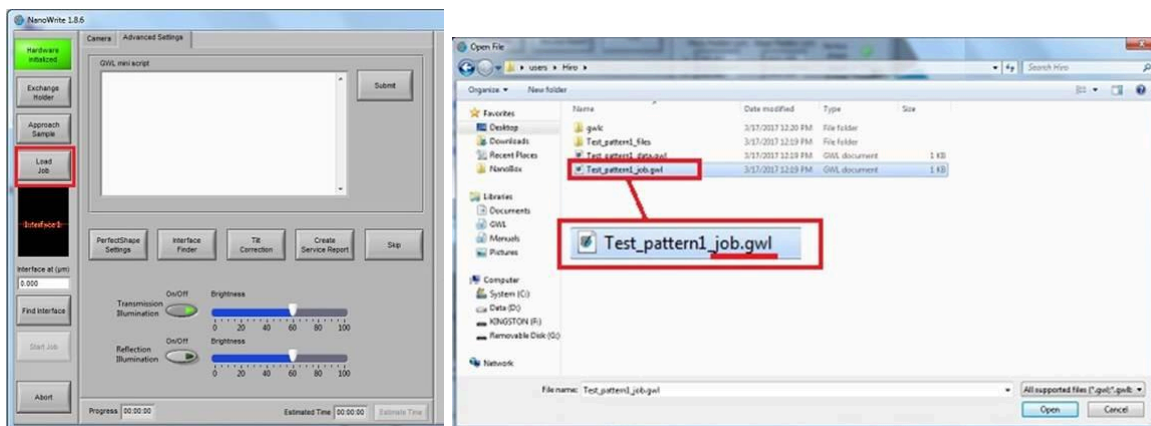 NanoWrite 1.8.6
Camera Advanced Settings
Hardware
Initialized
GWL mini script
Submit
Exchange
Holder
Approach
Sample
Load
Job
Interface 1
PerfectShape
Settings
Interface
Finder
Tilt
Correction
Create
Service Report
Skip
Interface at (µm)
0.000
Find Interface
Start Job
Abort
On/Off Brightness
Transmission
Illumination
0 20 40 60 80 100
On/Off Brightness
Reflection
Illumination
0 20 40 60 80 100
Progress 00:00:00 Estimated Time 00:00:00 Estimate Time
Open File
users Hiro Search Hiro
Organize New folder
Name Date modified Type Size
Favorites
Desktop
Downloads
Recent Places
NanoBox
gwlc 3/17/2017 12:20 PM File folder
Test_pattern1_files 3/17/2017 12:19 PM File folder
Test_pattern1_data.gwl 3/17/2017 12:19 PM GWL document 1 KB
Test_pattern1_job.gwl 3/17/2017 12:19 PM GWL document 1 KB
Test_pattern1_job.gwl
Libraries
Documents
GWL
Manuals
Pictures
Computer
System (C:)
Data (D:)
KINGSTON (F:)
Removable Disk (G:)
Network
File name: Test_pattern1_job.gwl All supported files (*.gwl;*.gwlb
Open Cancel